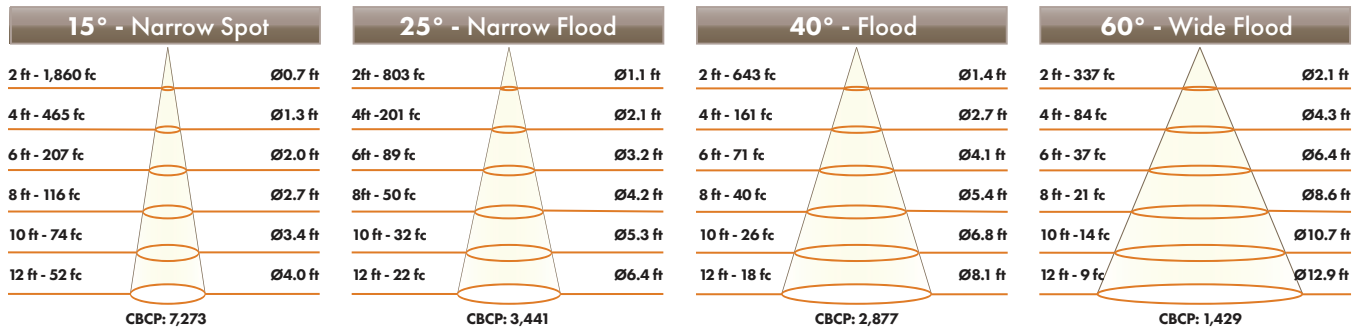 15° - Narrow Spot
2 ft - 1,860 fc Ø0.7 ft
4 ft - 465 fc Ø1.3 ft
6 ft - 207 fc Ø2.0 ft
8 ft - 116 fc Ø2.7 ft
10 ft - 74 fc Ø3.4 ft
12 ft - 52 fc Ø4.0 ft
CBCP: 7,273
25° - Narrow Flood
2ft - 803 fc Ø1.1 ft
4ft -201 fc Ø2.1 ft
6ft - 89 fc Ø3.2 ft
8ft - 50 fc Ø4.2 ft
10 ft - 32 fc Ø5.3 ft
12 ft - 22 fc Ø6.4 ft
CBCP: 3,441
40° - Flood
2 ft - 643 fc Ø1.4 ft
4 ft - 161 fc Ø2.7 ft
6 ft - 71 fc Ø4.1 ft
8 ft - 40 fc Ø5.4 ft
10 ft - 26 fc Ø6.8 ft
12 ft - 18 fc Ø8.1 ft
CBCP: 2,877
60° - Wide Flood
2 ft - 337 fc Ø2.1 ft
4 ft - 84 fc Ø4.3 ft
6 ft - 37 fc Ø6.4 ft
8 ft - 21 fc Ø8.6 ft
10 ft -14 fc Ø10.7 ft
12 ft - 9 fc Ø12.9 ft
CBCP: 1,429